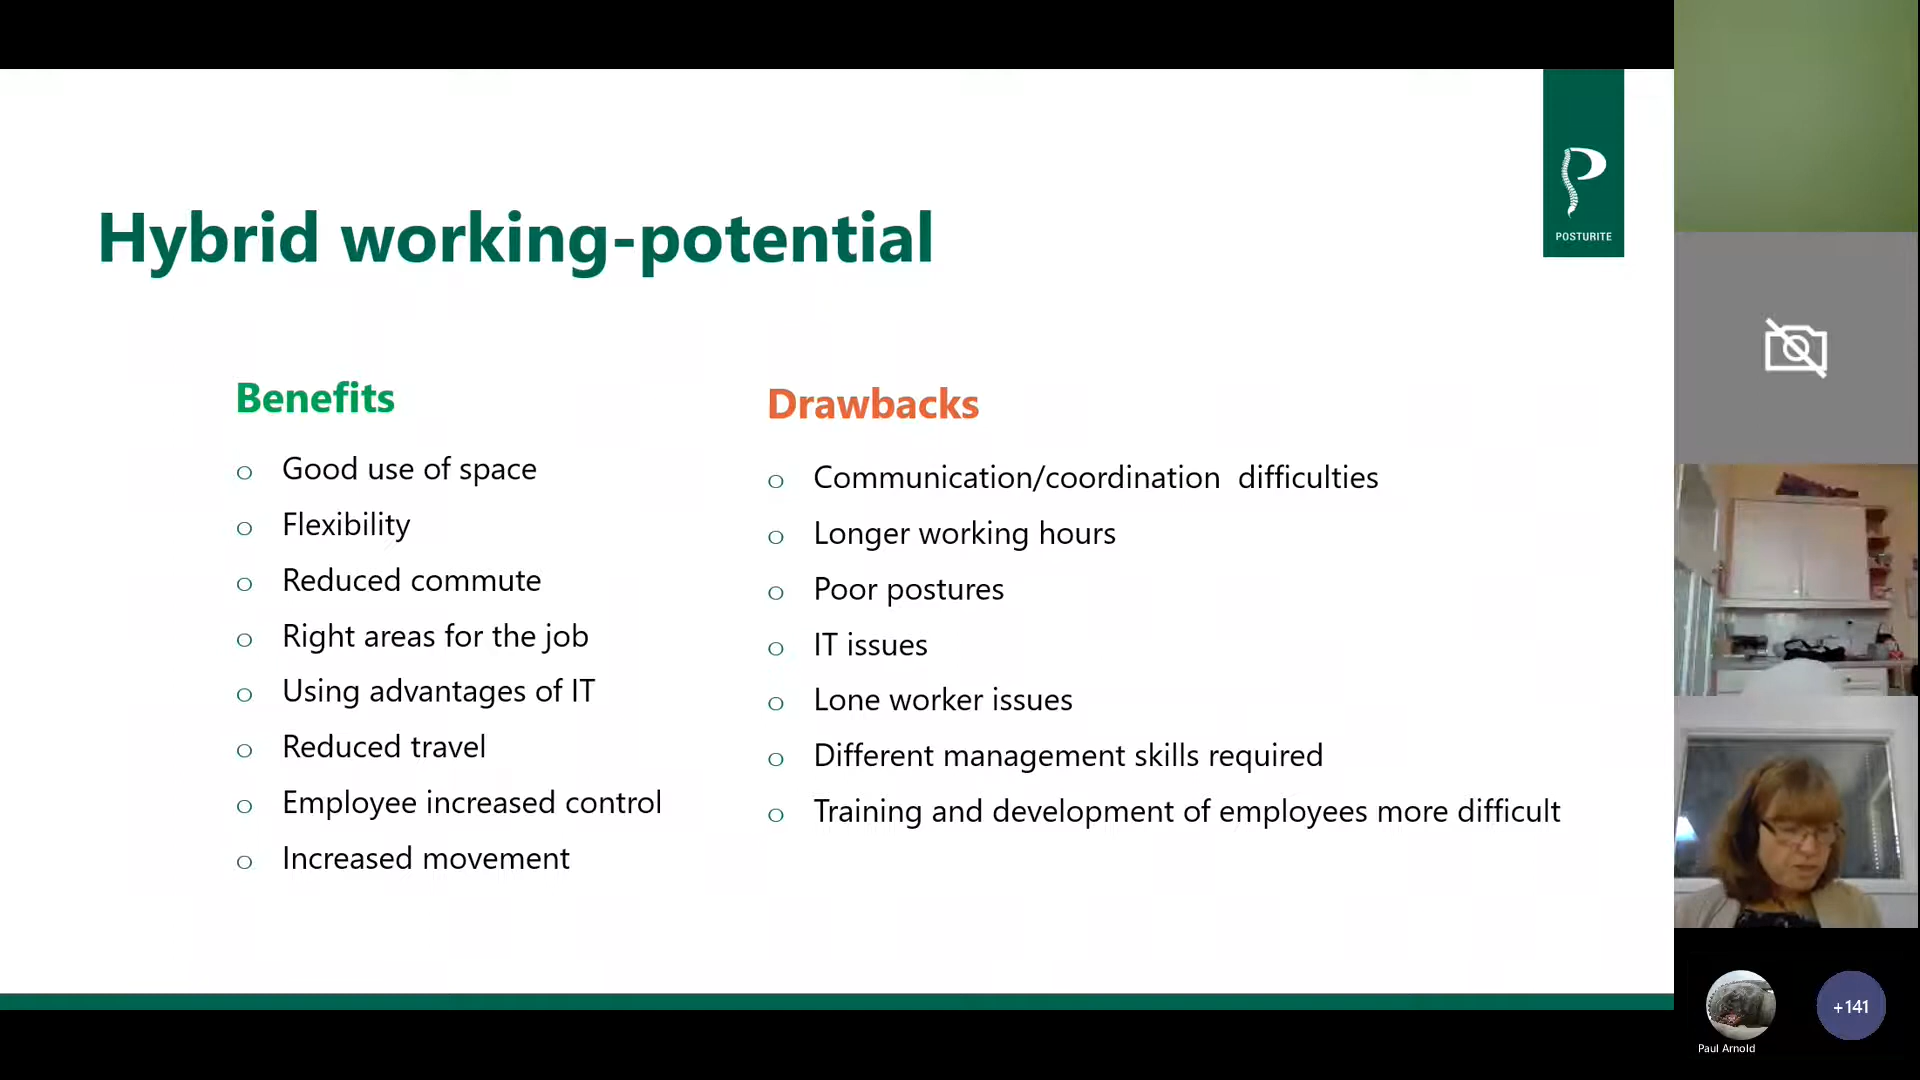 Hybrid working-potential
POSTURITE
Benefits
o Good use of space
o Flexibility
o Reduced commute
o Right areas for the job
o Using advantages of IT
o Reduced travel
o Employee increased control
o Increased movement
Drawbacks
o Communication/coordination  difficulties
o Longer working hours
o Poor postures
o IT issues
o Lone worker issues
o Different management skills required
o Training and development of employees more difficult
Paul Arnold
+141